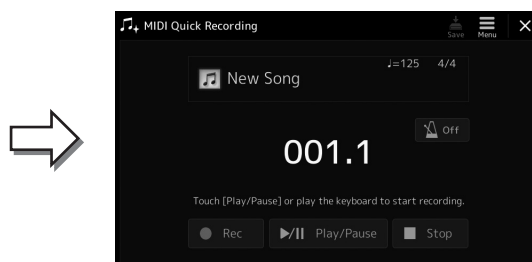 MIDI Quick Recording
Save
Menu
♩=125 4/4
New Song
Off
001.1
Touch [Play/Pause] or play the keyboard to start recording.
Rec
Play/Pause
Stop